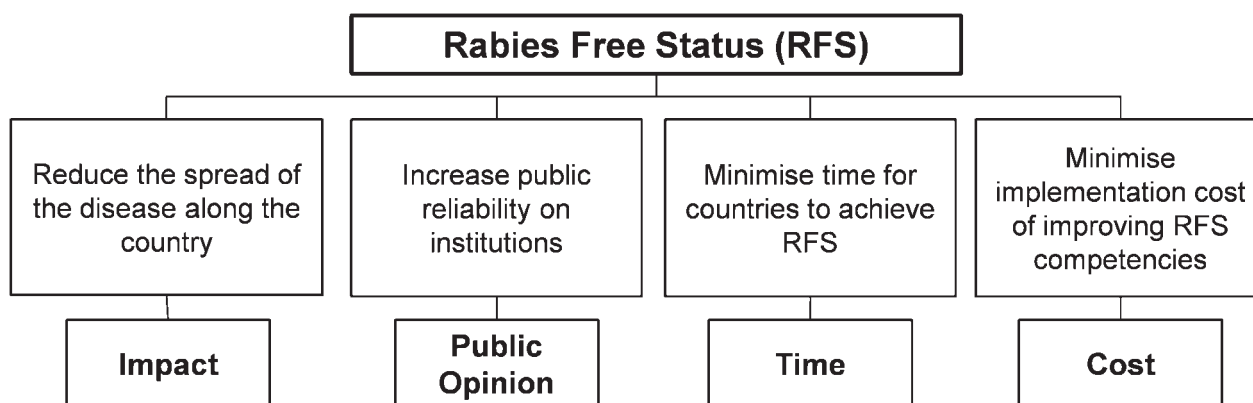 Rabies Free Status (RFS)
Reduce the spread of
the disease along the
country
Increase public
reliability on
institutions
Minimise time for
countries to achieve
RFS
Minimise
implementation cost
of improving RFS
competencies
Impact
Public
Opinion
Time
Cost